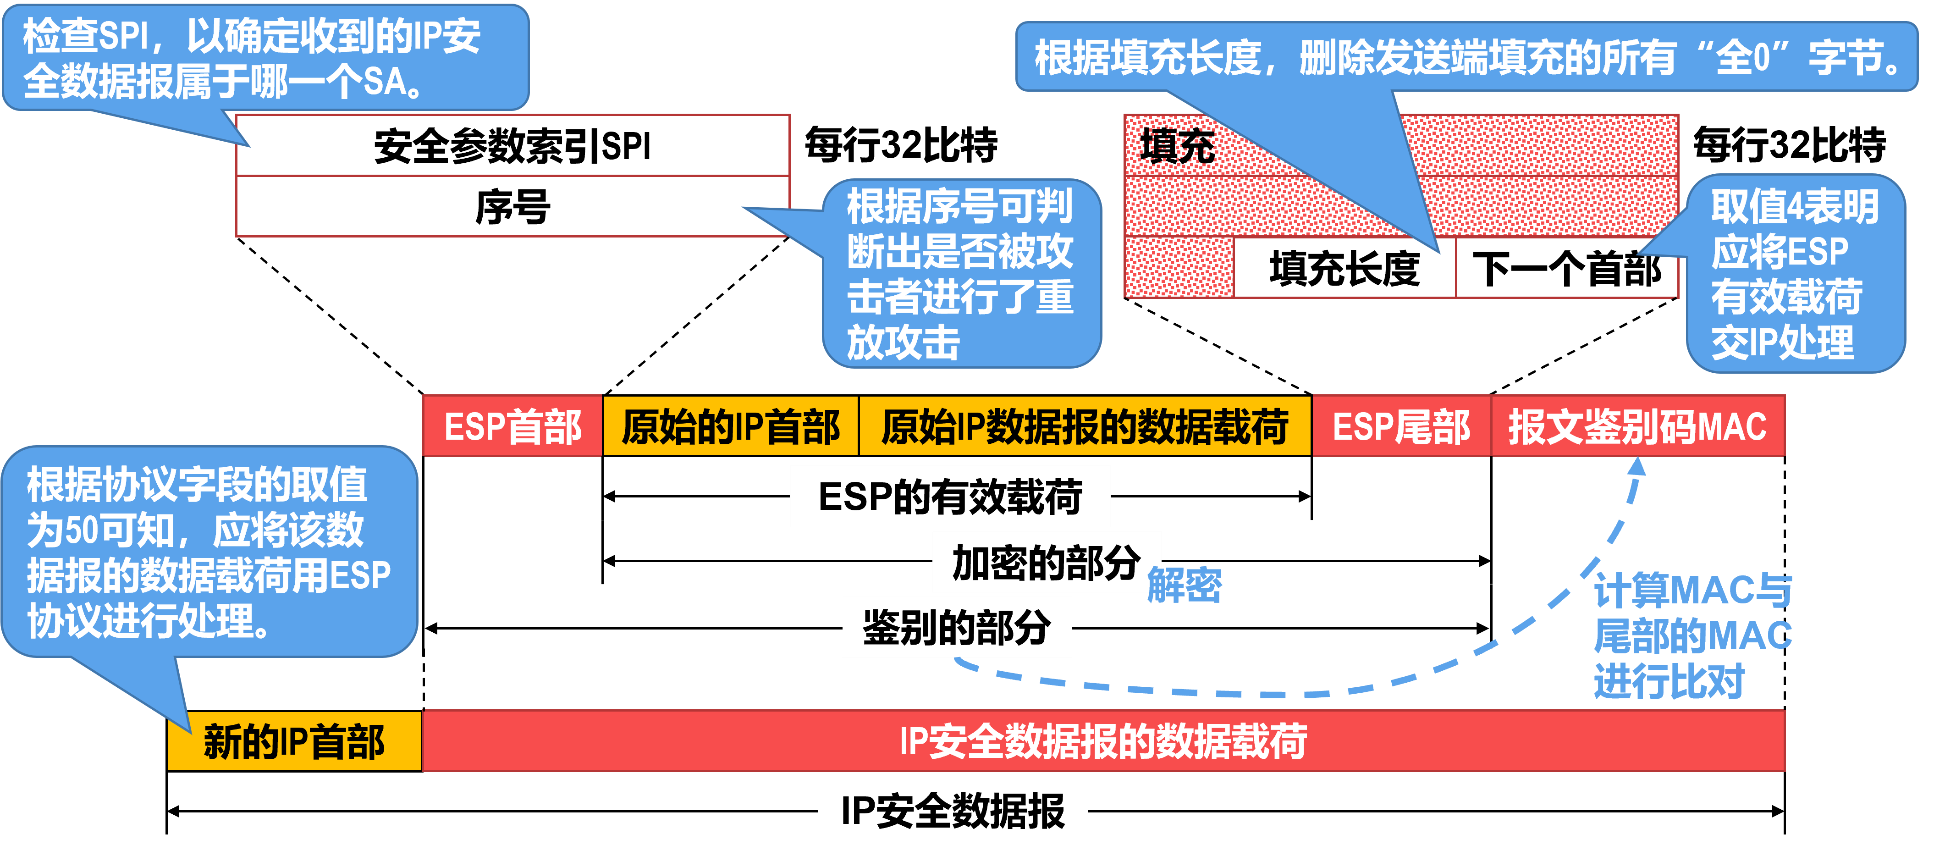 检查SPI，以确定收到的IP安
全数据报属于哪一个SA。
根据填充长度，删除发送端填充的所有“全0”字节。
安全参数索引SPI
每行32比特
序号
根据序号可判
断出是否被攻
击者进行了重
放攻击
填充
每行32比特
填充长度
下一个首部
取值4表明
应将ESP
有效载荷
交IP处理
ESP首部
原始的IP首部
原始IP数据报的数据载荷
ESP尾部
报文鉴别码MAC
根据协议字段的取值
为50可知，应将该数
据报的数据载荷用ESP
协议进行处理。
ESP的有效载荷
加密的部分
解密
鉴别的部分
计算MAC与
尾部的MAC
进行比对
新的IP首部
IP安全数据报的数据载荷
IP安全数据报